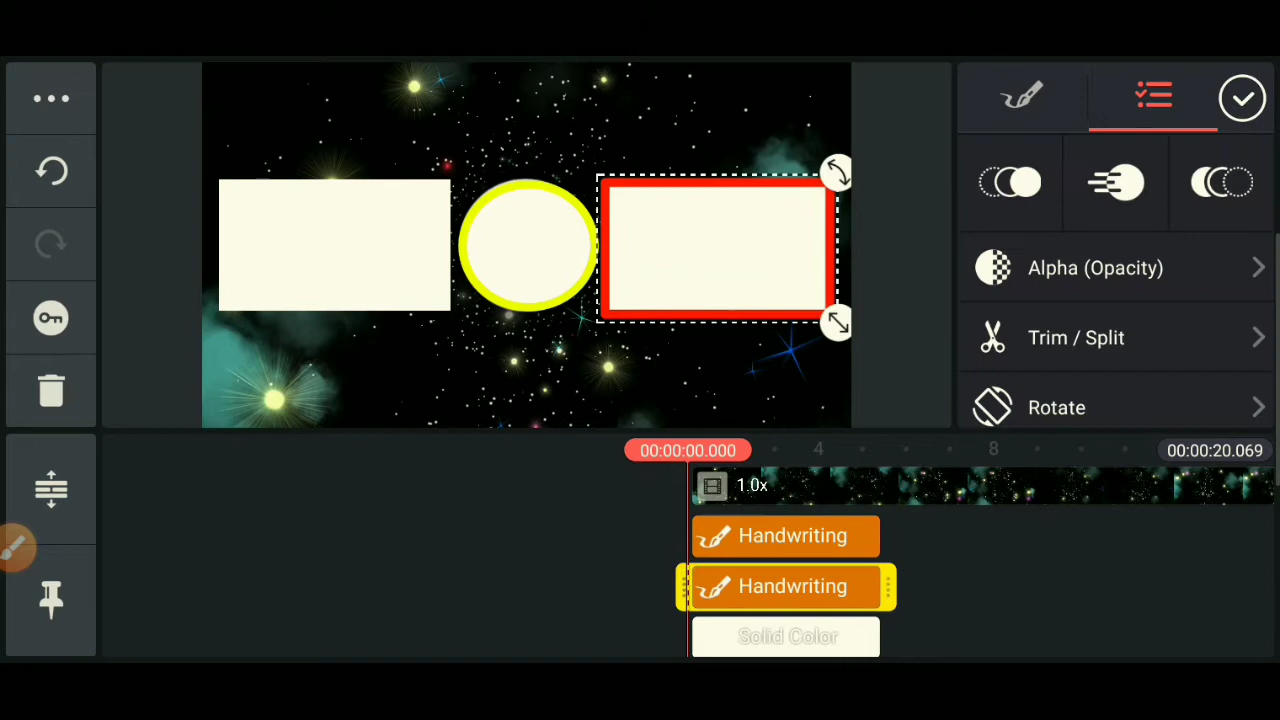 Alpha (Opacity)
Trim / Split
Rotate
00:00:00.000
4
8
00:00:20.069
1.0x
Handwriting
Handwriting
Solid Color